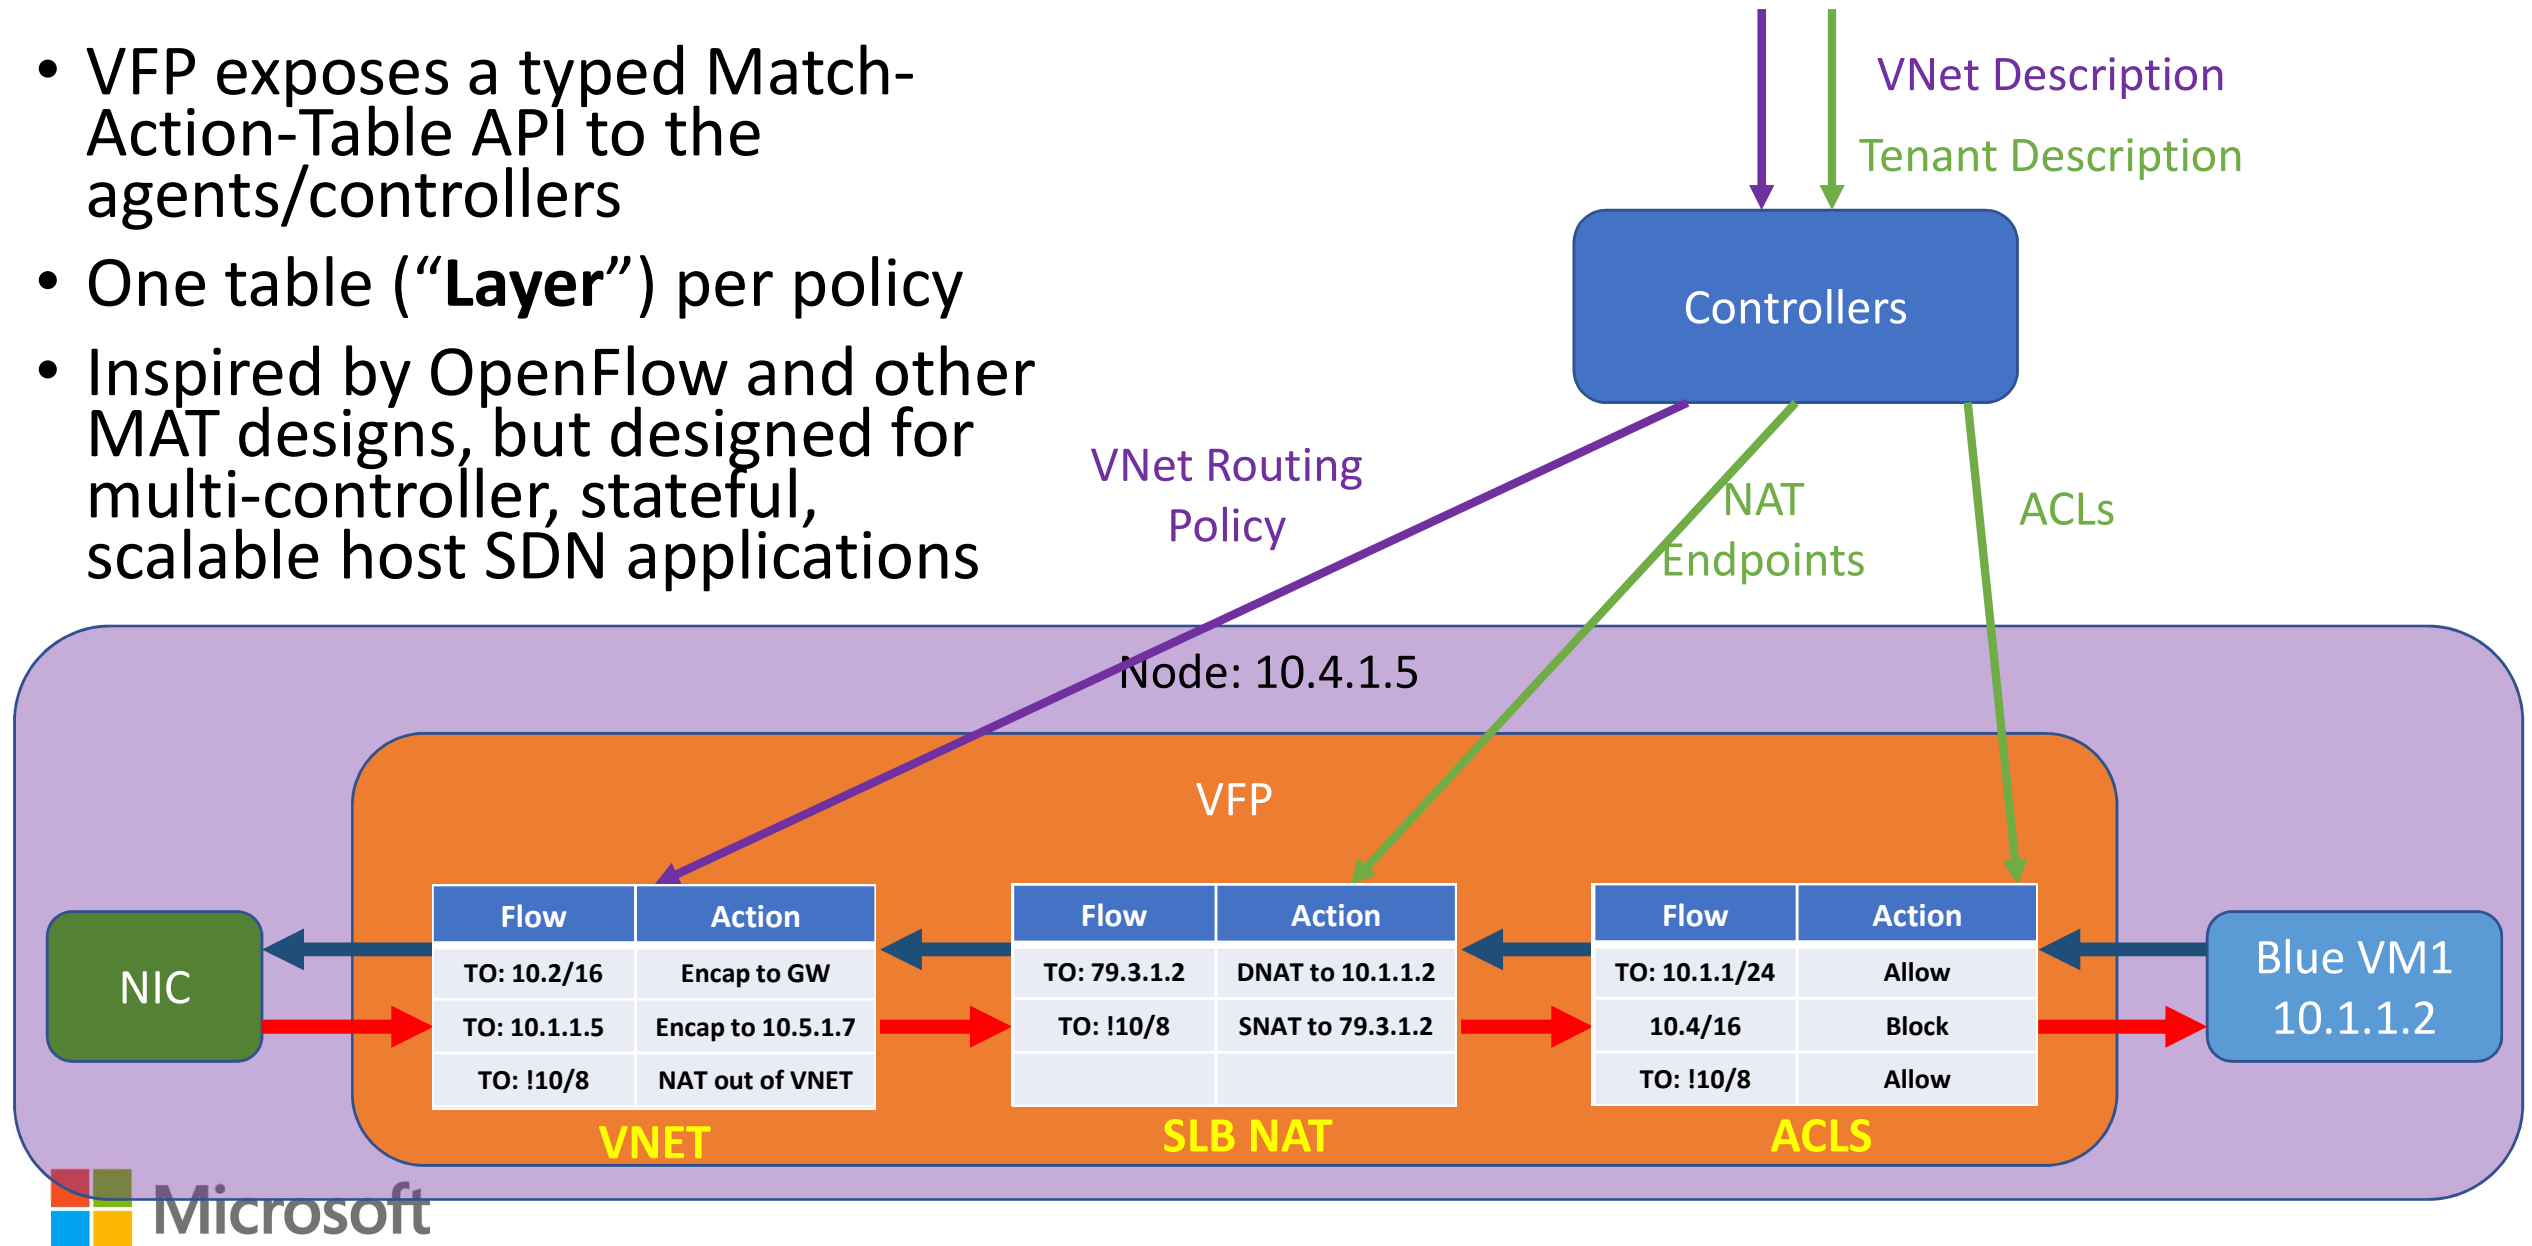 • VFP exposes a typed Match-
Action-Table API to the
agents/controllers
• One table (“Layer”) per policy
• Inspired by OpenFlow and other
MAT designs, but designed for
multi-controller, stateful,
scalable host SDN applications
VNet Description
Tenant Description
Controllers
VNet Routing
Policy
NAT
Endpoints
ACLs
Node: 10.4.1.5
VFP
NIC
Flow Action
TO: 10.2/16 Encap to GW
TO: 10.1.1.5 Encap to 10.5.1.7
TO: !10/8 NAT out of VNET
VNET
Flow Action
TO: 79.3.1.2 DNAT to 10.1.1.2
TO: !10/8 SNAT to 79.3.1.2
SLB NAT
Flow Action
TO: 10.1.1/24 Allow
10.4/16 Block
TO: !10/8 Allow
ACLS
Blue VM1
10.1.1.2
Microsoft